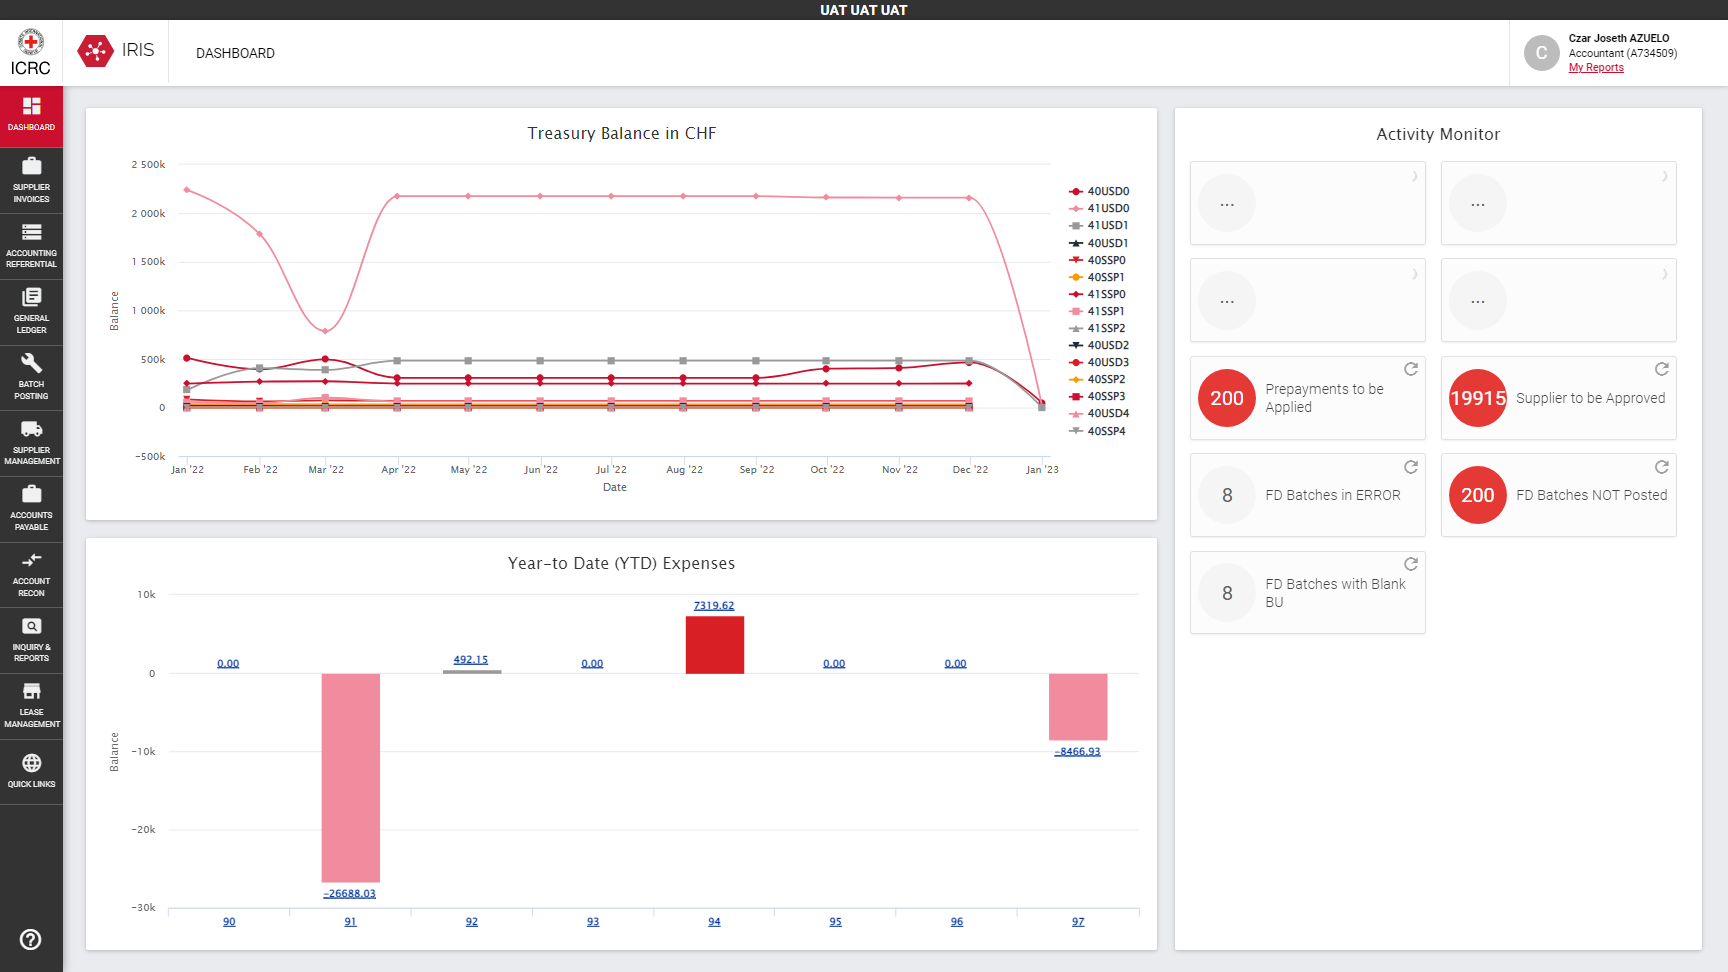 UAT UAT UAT
ICRC
IRIS
DASHBOARD
Czar Joseth AZUELO
Accountant (A734509)
My Reports
DASHBOARD
SUPPLIER
INVOICES
ACCOUNTING
REFERENTIAL
GENERAL
LEDGER
BATCH
POSTING
SUPPLIER
MANAGEMENT
ACCOUNTS
PAYABLE
ACCOUNT
RECON
INQUIRY &
REPORTS
LEASE
MANAGEMENT
QUICK LINKS
Treasury Balance in CHF
2 500k
2 000k
1 500k
1 000k
500k
0
-500k
Balance
Jan '22 Feb '22 Mar '22 Apr '22 May '22 Jun '22 Jul '22 Aug '22 Sep '22 Oct '22 Nov '22 Dec '22 Jan '23
Date
40USD0
41USD0
41USD1
40USD1
40SSP0
40SSP1
41SSP0
41SSP1
41SSP2
40USD2
40USD3
40SSP2
40SSP3
40USD4
40SSP4
Year-to Date (YTD) Expenses
10k
0
-10k
-20k
-30k
Balance
0.00
-26688.03
492.15
0.00
7319.62
0.00
0.00
-8466.93
90 91 92 93 94 95 96 97
Activity Monitor
...
...
...
...
200 Prepayments to be
Applied
19915 Supplier to be Approved
8 FD Batches in ERROR
200 FD Batches NOT Posted
8 FD Batches with Blank
BU